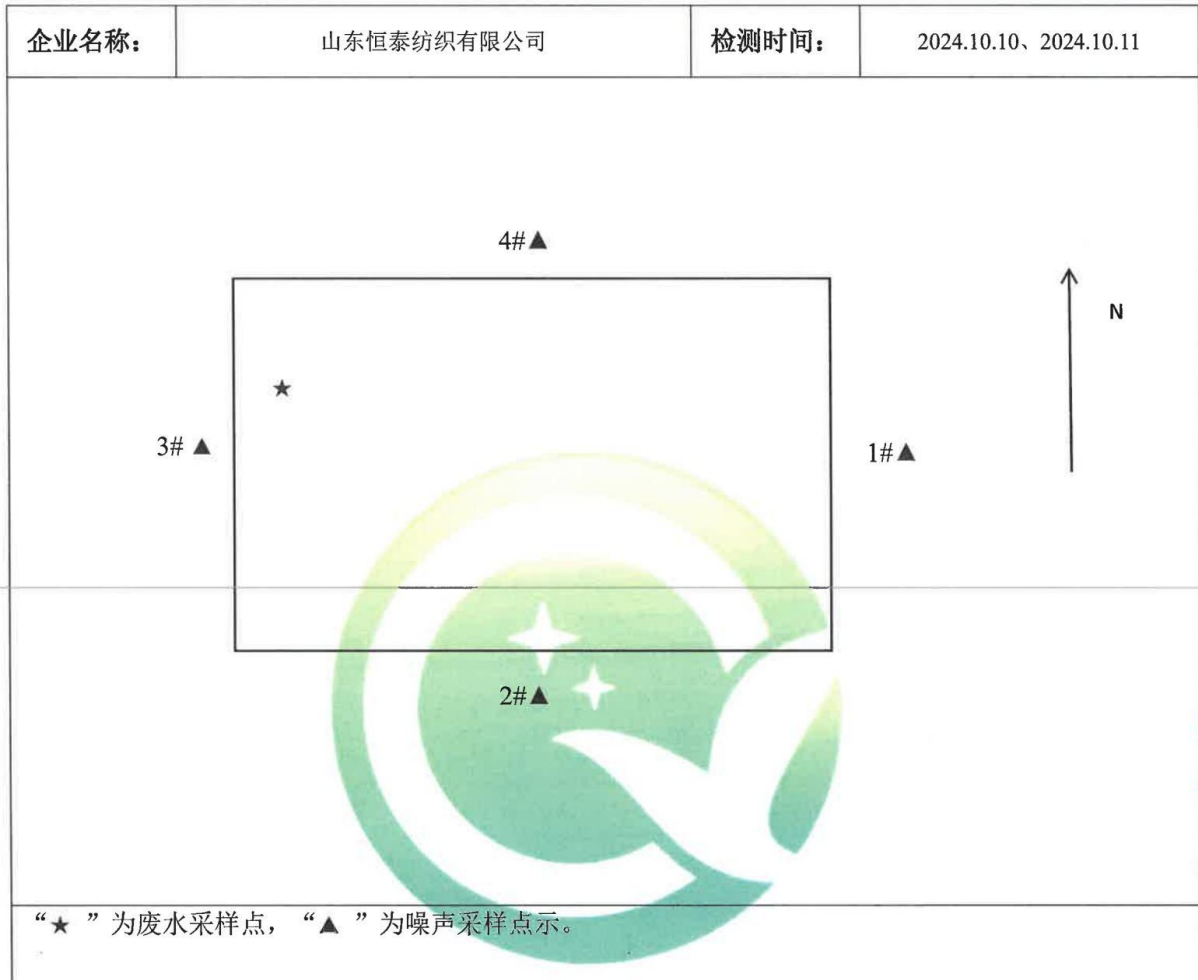 企业名称： 山东恒泰纺织有限公司 检测时间： 2024.10.10、2024.10.11
4#▲
N
★
3# ▲
1#▲
2#▲
“★ ”为废水采样点，“▲ ”为噪声采样点示。